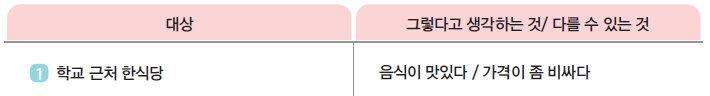 대상
그렇다고 생각하는 것/ 다를 수 있는 것
1 학교 근처 한식당
음식이 맛있다 / 가격이 좀 비싸다